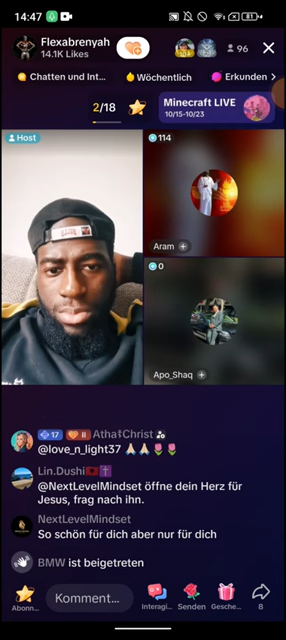 14:47
81
Flexabrenyah
14.1K Likes
96
Chatten und Int...
Wöchentlich
Erkunden
2/18
Minecraft LIVE
10/15-10/23
Host
114
Aram
0
Apo_Shaq
17 II Atha‡Christ
@love_n_light37 🙏🏻 🙏🏻 🌷🌷
Lin.Dushi🇦🇱✝️
@NextLevelMindset öffne dein Herz für
Jesus, frag nach ihn.
NextLevelMindset
So schön für dich aber nur für dich
BMW ist beigetreten
Abonn...
Komment...
Interagi...
Senden
Gesche...
8